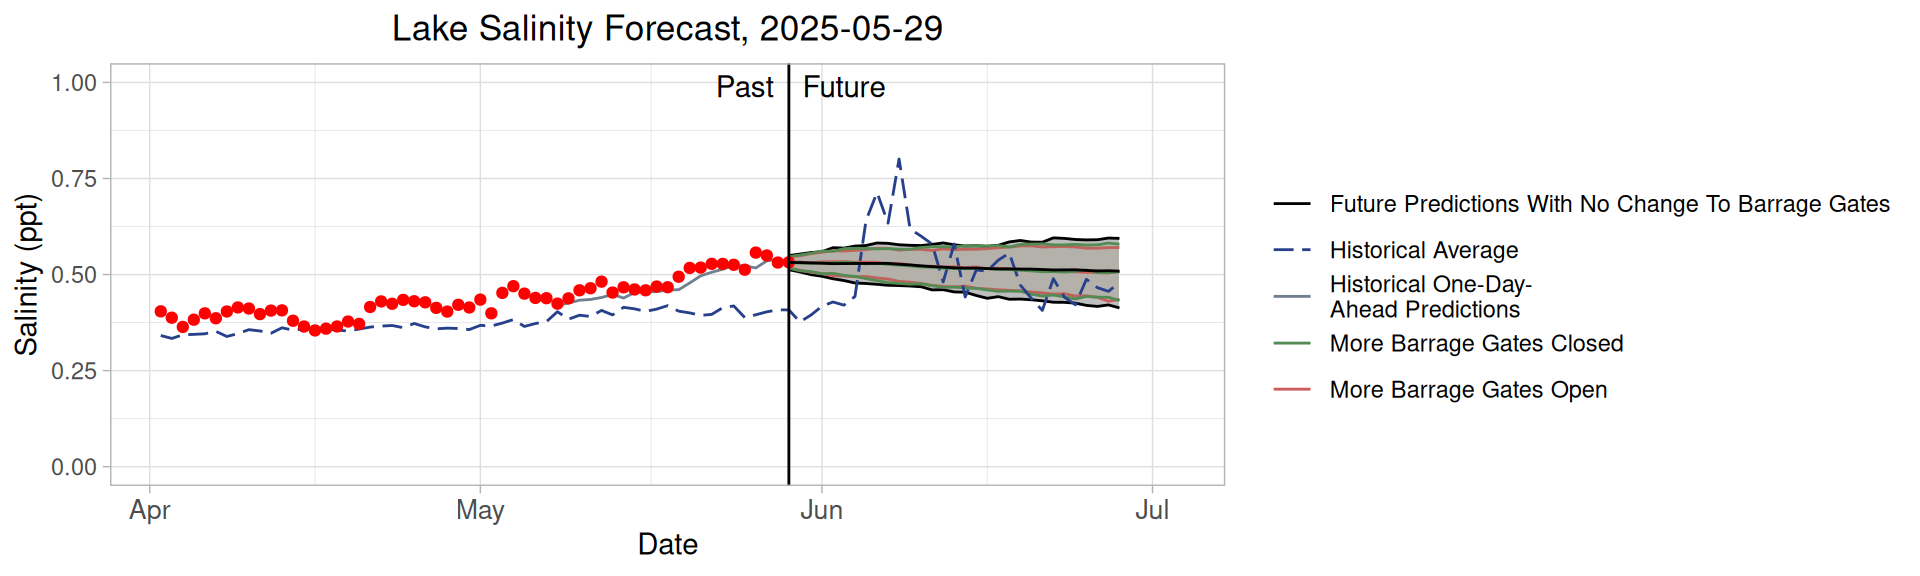 Lake Salinity Forecast, 2025-05-29
Past
Future
1.00
0.75
0.50
0.25
0.00
Salinity (ppt)
Apr
May
Jun
Jul
Date
Future Predictions With No Change To Barrage Gates
Historical Average
Historical One-Day-
Ahead Predictions
More Barrage Gates Closed
More Barrage Gates Open